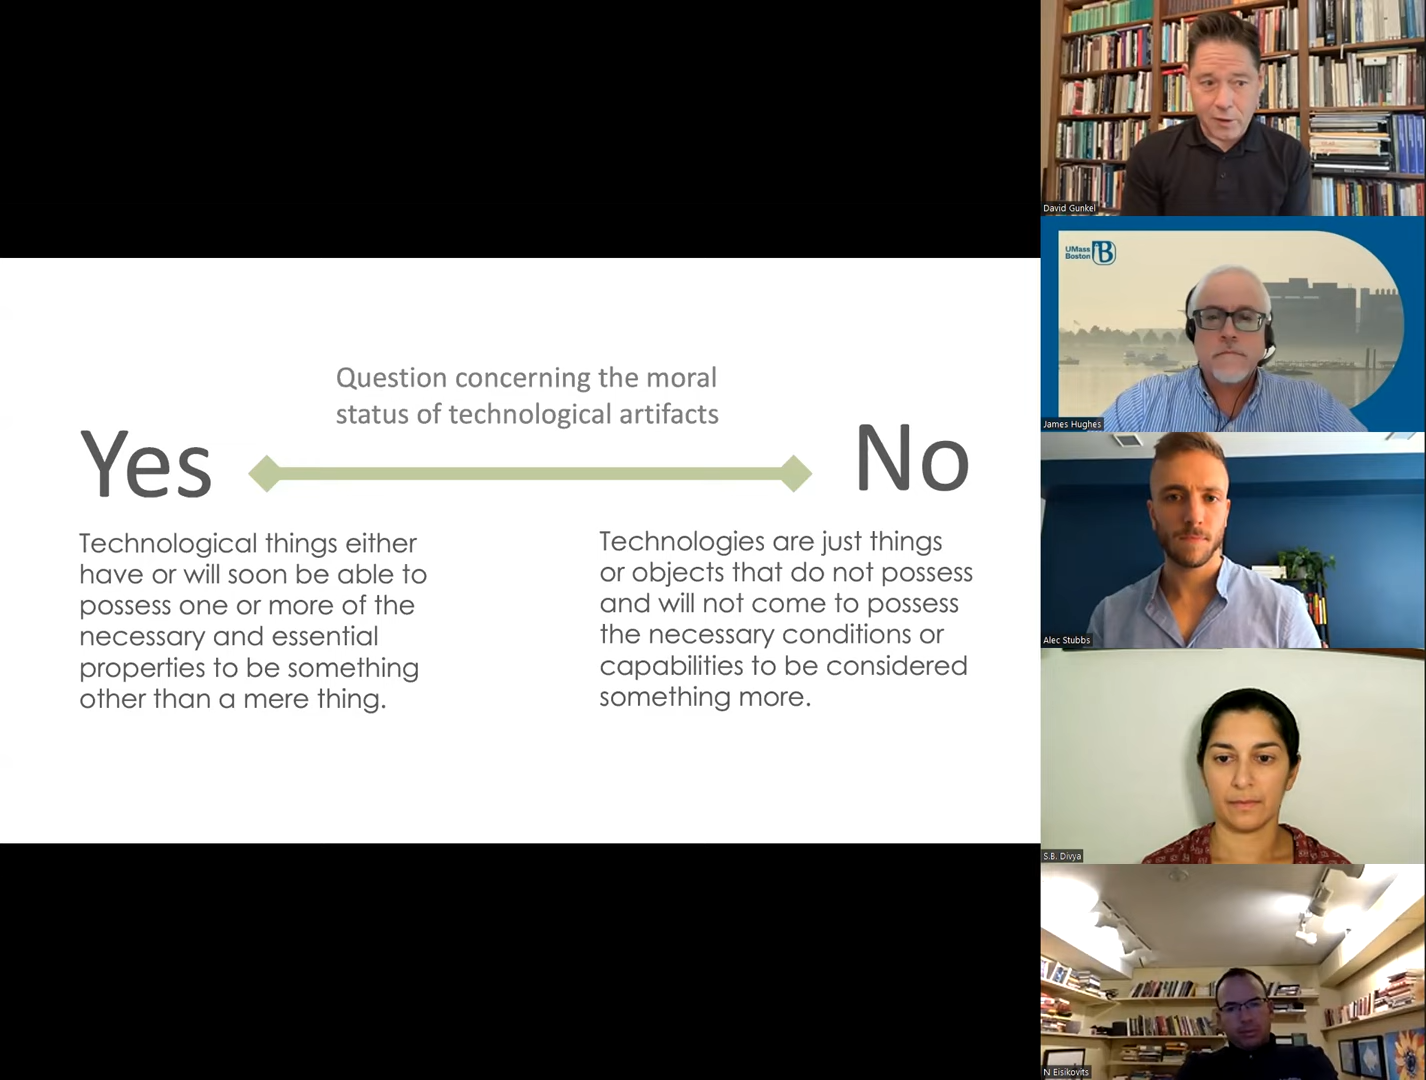 Question concerning the moral
status of technological artifacts
Yes
No
Technological things either
have or will soon be able to
possess one or more of the
necessary and essential
properties to be something
other than a mere thing.
Technologies are just things
or objects that do not possess
and will not come to possess
the necessary conditions or
capabilities to be considered
something more.
David Gunkel
UMass
Boston
B
James Hughes
Alec Stubbs
S.B. Divya
N Eisikovits